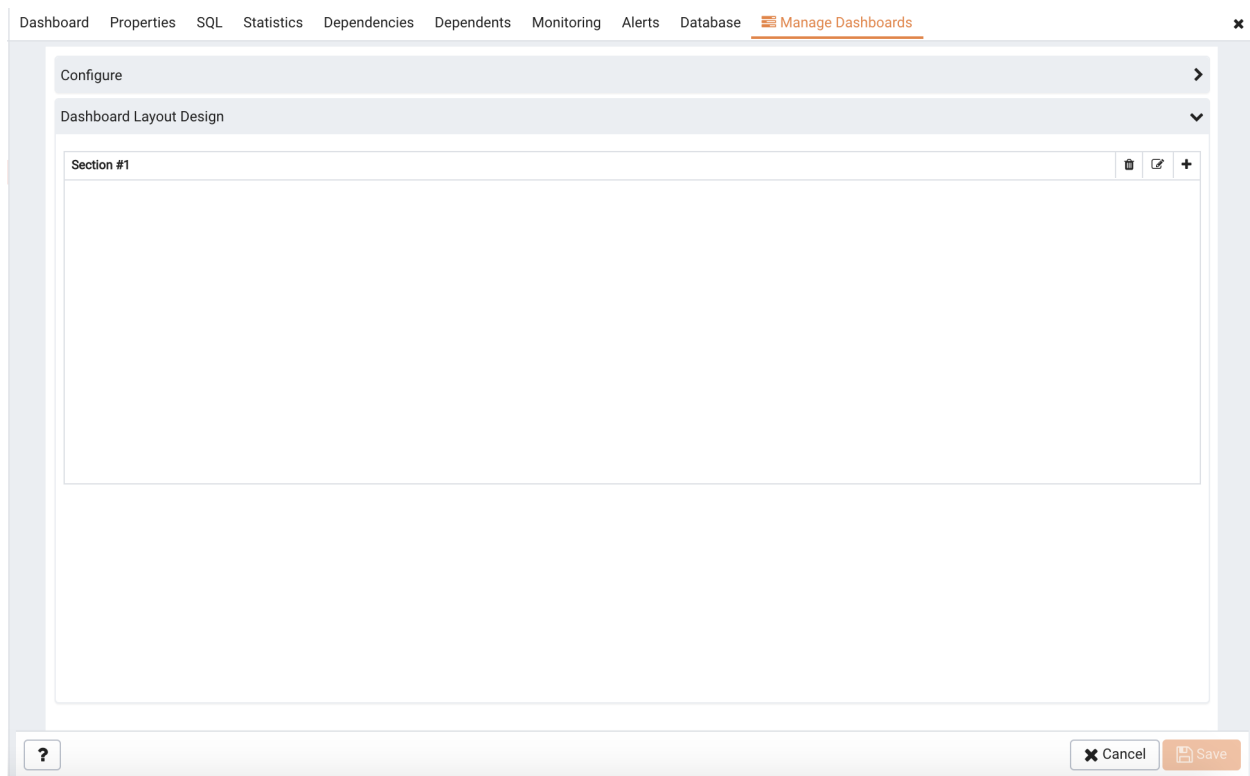 Dashboard Properties SQL Statistics Dependencies Dependents Monitoring Alerts Database Manage Dashboards
Configure
Dashboard Layout Design
Section #1
? Cancel Save